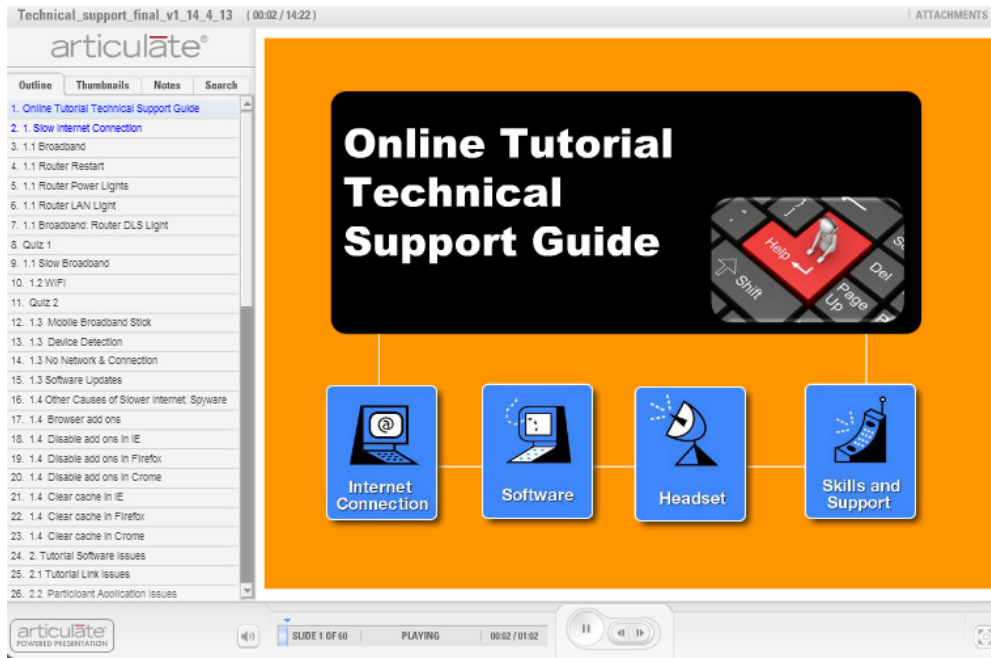 Technical_support_final_v1_14_4_13 ( 00:02 / 14:22 )
ATTACHMENTS
articulate®
Outline Thumbnails Notes Search
1. Online Tutorial Technical Support Guide
2. 1. Slow Internet Connection
3. 1.1 Broadband
4. 1.1 Router Restart
5. 1.1 Router Power Lights
6. 1.1 Router LAN Light
7. 1.1 Broadband: Router DLS Light
8. Quiz 1
9. 1.1 Slow Broadband
10. 1.2 WiFi
11. Quiz 2
12. 1.3 Mobile Broadband Stick
13. 1.3 Device Detection
14. 1.3 No Network & Connection
15. 1.3 Software Updates
16. 1.4 Other Causes of Slower Internet: Spyware
17. 1.4 Browser add ons
18. 1.4 Disable add ons in IE
19. 1.4 Disable add ons in Firefox
20. 1.4 Disable add ons in Crome
21. 1.4 Clear cache in IE
22. 1.4 Clear cache in Firefox
23. 1.4 Clear cache in Crome
24. 2. Tutorial Software Issues
25. 2.1 Tutorial Link Issues
26. 2.2 Participant Application Issues
Online Tutorial
Technical
Support Guide
Help
Shift
Del
Page
Up
@
Internet
Connection
Software
Headset
Skills and
Support
articulate®
POWERED PRESENTATION
SLIDE 1 OF 60 PLAYING 00:02 / 01:02